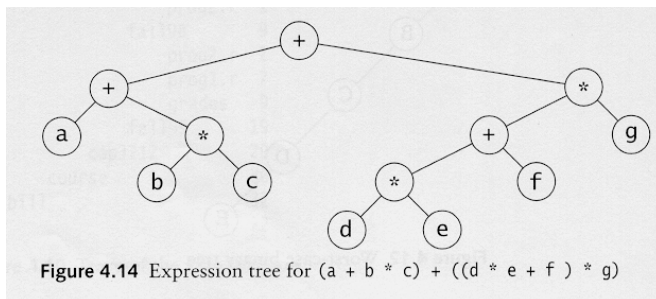 +
+ *
a * + g
b c * f
d e
Figure 4.14 Expression tree for (a + b * c) + ((d * e + f ) * g)